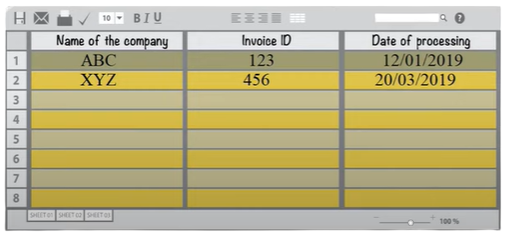 10 B I U
Name of the company Invoice ID Date of processing
1 ABC 123 12/01/2019
2 XYZ 456 20/03/2019
3
4
5
6
7
8
SHEET 01 SHEET 02 SHEET 03
- + 100 %